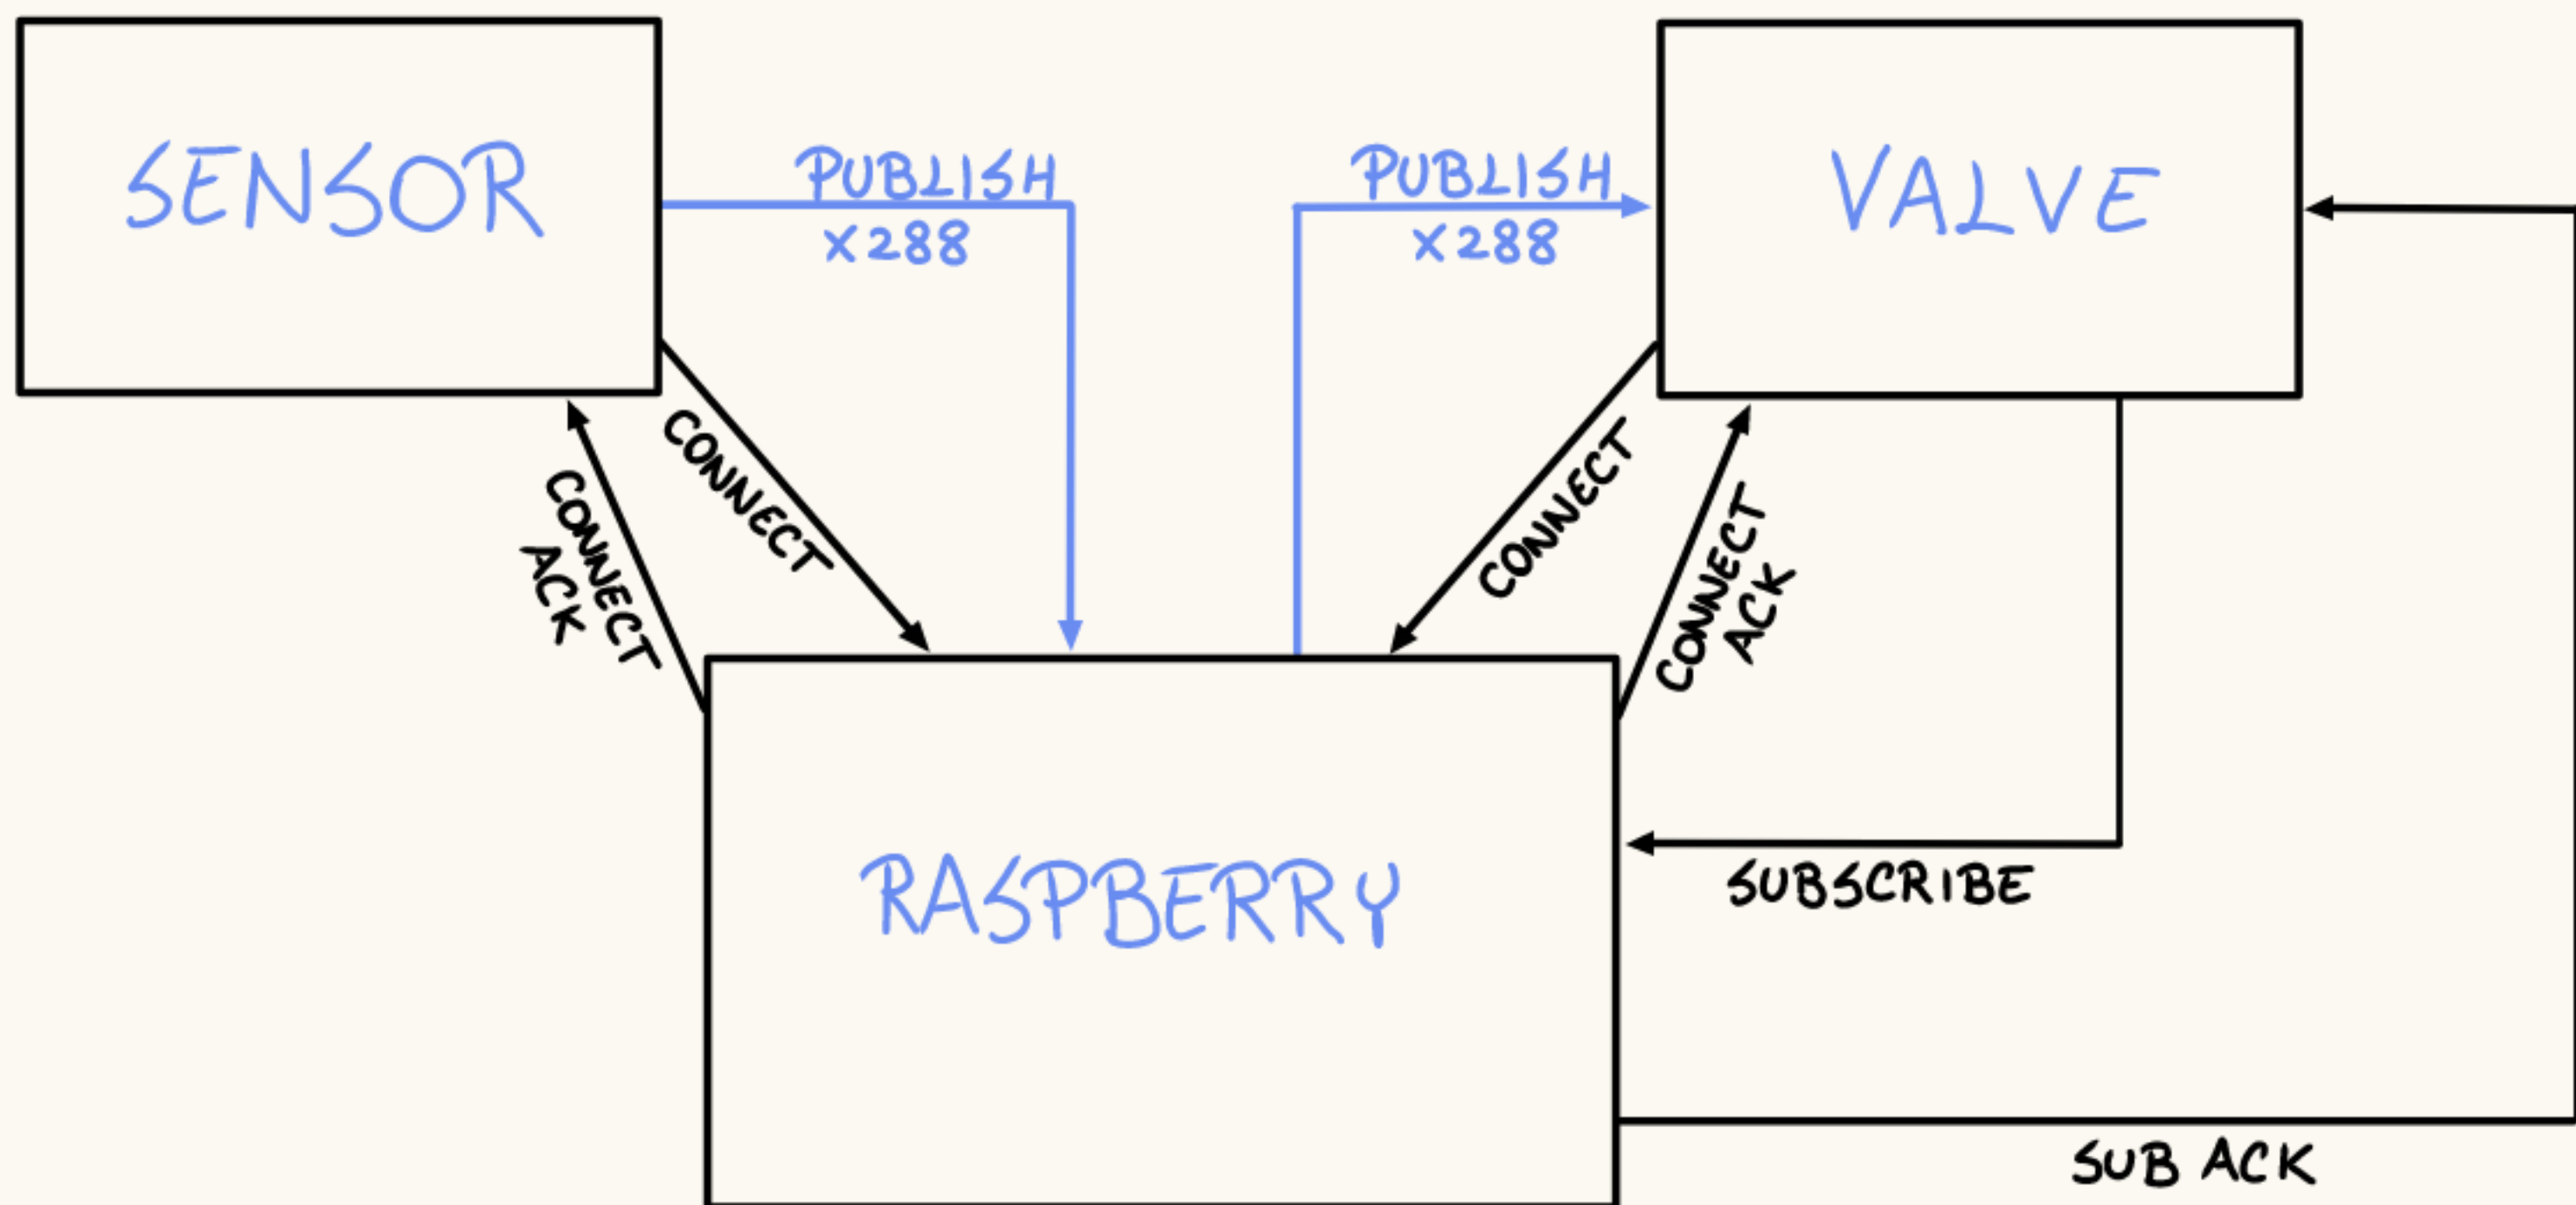 SENSOR
PUBLISH
x288
PUBLISH
x288
VALVE
CONNECT
CONNECT
ACK
CONNECT
CONNECT
ACK
RASPBERRY
SUBSCRIBE
SUB ACK